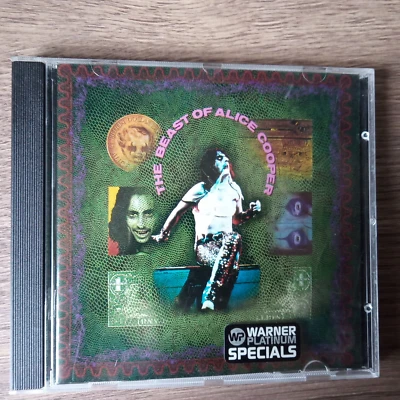 THE BEAST OF ALICE COOPER
WP WARNER
PLATINUM
SPECIALS